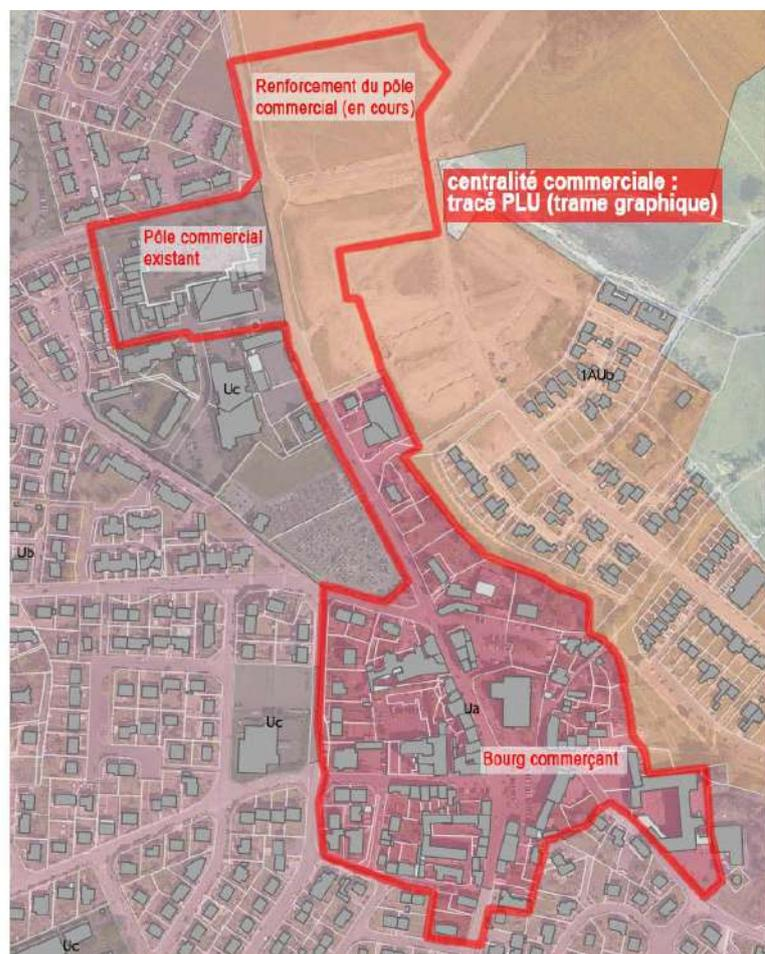 Renforcement du pôle
commercial (en cours)
centralité commerciale :
tracé PLU (trame graphique)
Pôle commercial
existant
1AUb
Uc
Ub
Ua
Uc
Bourg commerçant
Uc